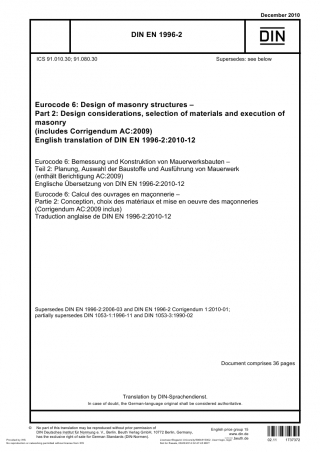 December 2010
DIN EN 1996-2
DIN
ICS 91.010.30; 91.080.30
Supersedes: see below
Eurocode 6: Design of masonry structures –
Part 2: Design considerations, selection of materials and execution of
masonry
(includes Corrigendum AC:2009)
English translation of DIN EN 1996-2:2010-12
Eurocode 6: Bemessung und Konstruktion von Mauerwerksbauten –
Teil 2: Planung, Auswahl der Baustoffe und Ausführung von Mauerwerk
(enthält Berichtigung AC:2009)
Englische Übersetzung von DIN EN 1996-2:2010-12
Eurocode 6: Calcul des ouvrages en maçonnerie –
Partie 2: Conception, choix des matériaux et mise en oeuvre des maçonneries
(Corrigendum AC:2009 inclus)
Traduction anglaise de DIN EN 1996-2:2010-12
Supersedes DIN EN 1996-2:2006-03 and DIN EN 1996-2 Corrigendum 1:2010-01;
partially supersedes DIN 1053-1:1996-11 and DIN 1053-3:1990-02
Document comprises 36 pages
Translation by DIN-Sprachendienst.
In case of doubt, the German-language original shall be considered authoritative.
© No part of this translation may be reproduced without prior permission of
DIN Deutsches Institut für Normung e. V., Berlin. Beuth Verlag GmbH, 10772 Berlin, Germany,
has the exclusive right of sale for German Standards (DIN-Normen).
English price group 15
www.din.de
www.beuth.de
02.11 1737373